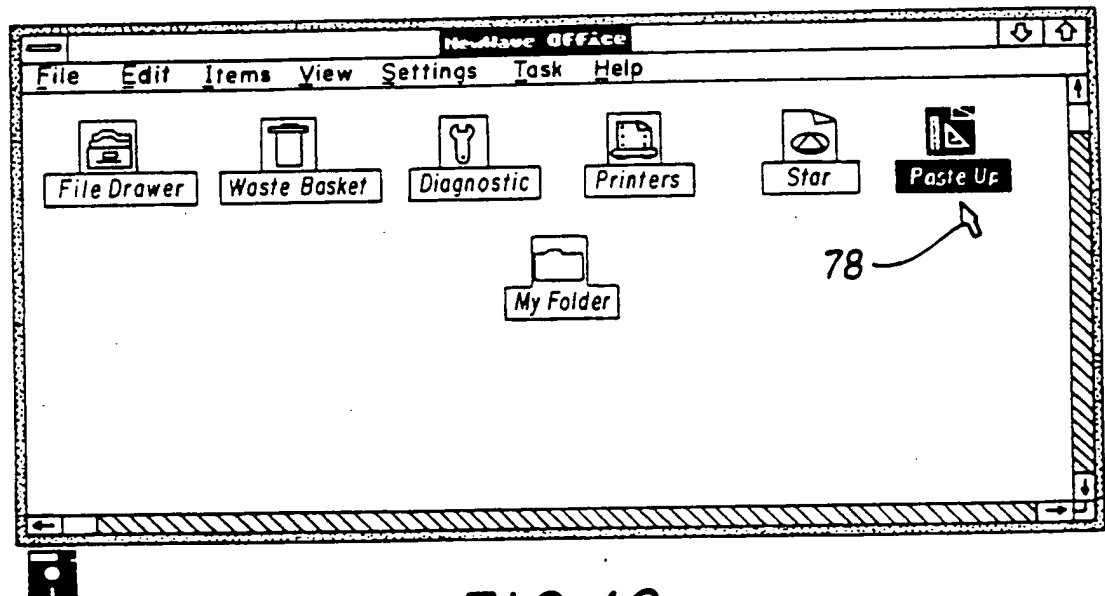 NewWave Office
File Edit Items View Settings Task Help
File Drawer Waste Basket Diagnostic Printers Star Paste Up
78
My Folder